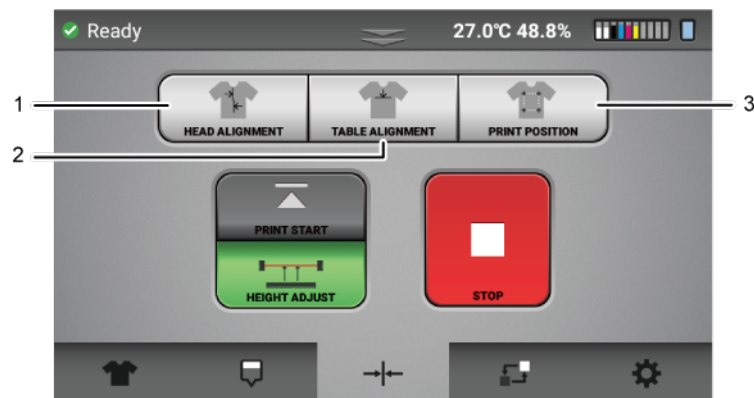 Ready 27.0℃ 48.8%
1 HEAD ALIGNMENT TABLE ALIGNMENT PRINT POSITION 3
2
PRINT START
HEIGHT ADJUST STOP